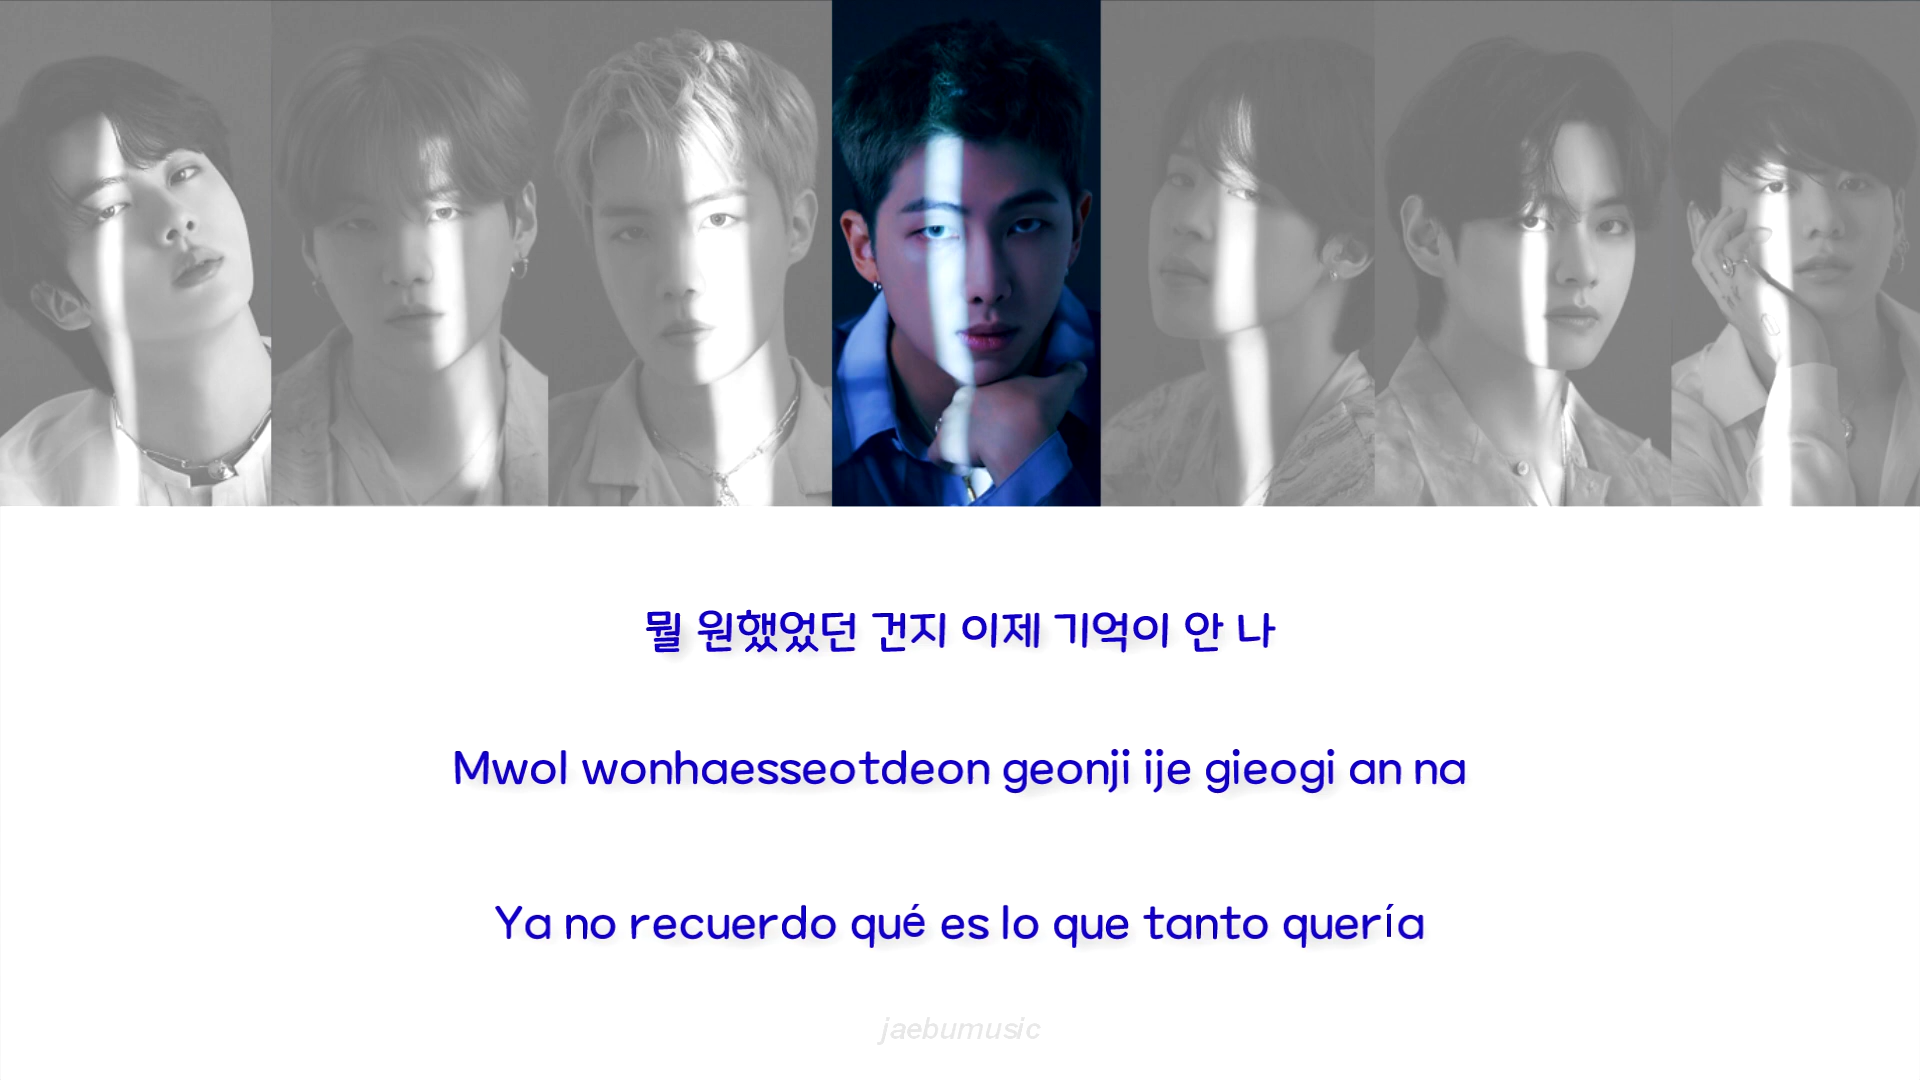 뭘 원했었던 건지 이제 기억이 안 나
Mwol wonhaesseotdeon geonji ije gieogi an na
Ya no recuerdo qué es lo que tanto quería
jaebumusic